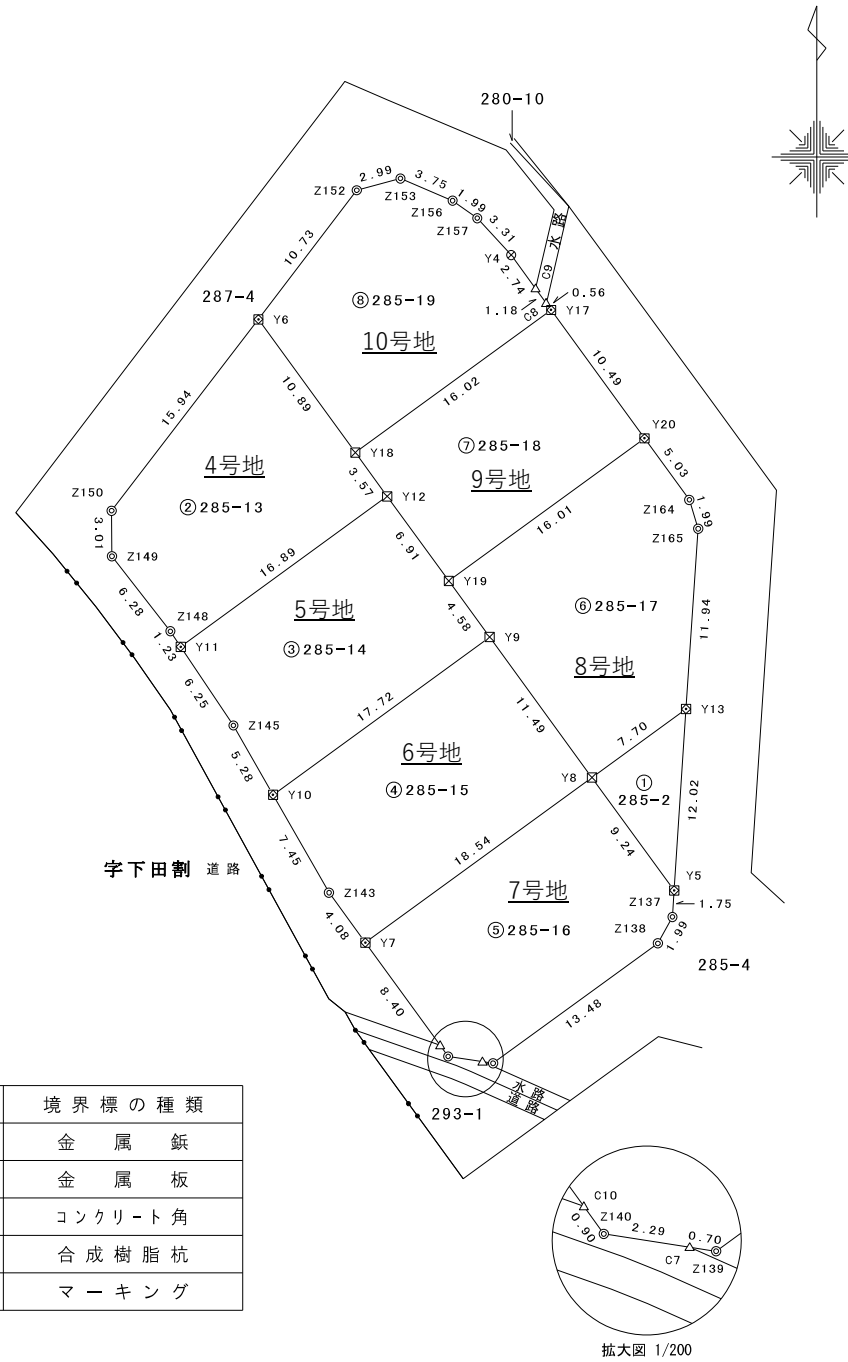 280-10
2.99
3.75
1.99
3.31
Z152
Z153
Z156
Z157
Y4
2.74
水路
C9
C8
1.18
0.56
Y17
10.73
287-4
⑧285-19
10号地
Y6
15.94
10.89
16.02
10.49
Y18
3.57
Y12
Y20
5.03
1.99
Z164
Z165
4号地
②285-13
⑦285-18
9号地
Z150
3.01
Z149
6.28
Z148
1.23
Y11
16.89
6.91
16.01
Y19
4.58
Y9
5号地
③285-14
⑥285-17
8号地
11.94
6.25
Z145
5.28
Y10
17.72
11.49
7.70
Y13
6号地
④285-15
Y8
①
285-2
12.02
9.24
字下田割 道路
7.45
Z143
4.08
Y7
18.54
7号地
⑤285-16
Y5
Z137
1.75
Z138
1.99
285-4
8.40
13.48
水路
道路
293-1
境界標の種類
金属鋲
金属板
コンクリート角
合成樹脂杭
マーキング
C10
Z140
0.90
2.29
0.70
C7
Z139
拡大図 1/200